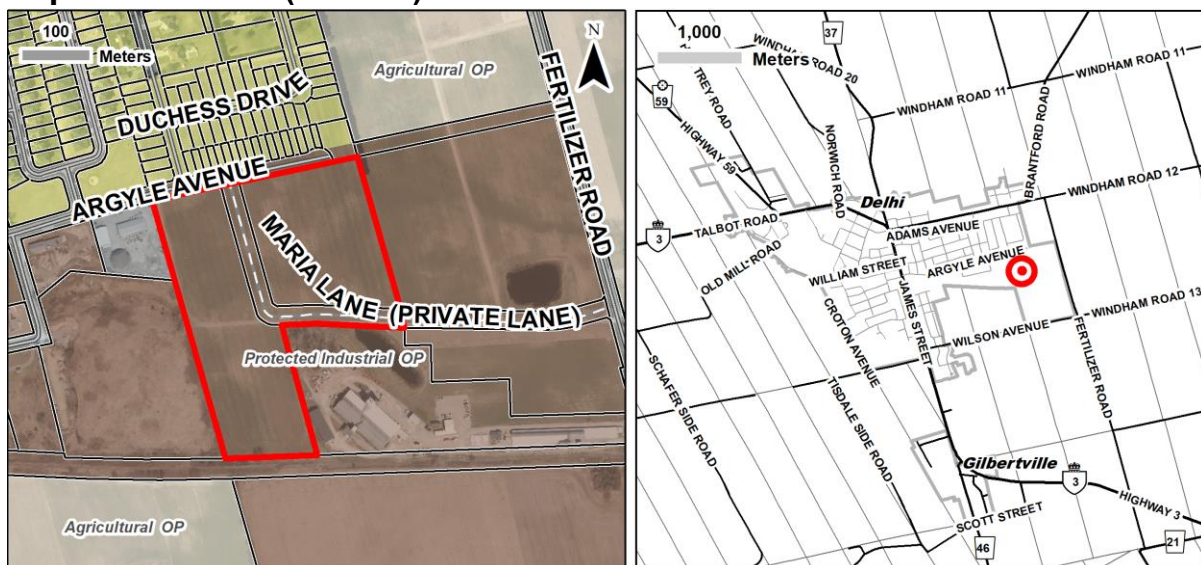 100
Meters
N
Agricultural OP
FERTILIZER ROAD
DUCHESS DRIVE
ARGYLE AVENUE
MARIA LANE (PRIVATE LANE)
Protected Industrial OP
Agricultural OP
1,000
Meters
37
WINDHAM ROAD 20
WINDHAM ROAD 11
WINDHAM ROAD 11
59
HIGHWAY 59
NORWICH ROAD
BRANTFORD ROAD
WINDHAM ROAD 12
Delhi
TALBOT ROAD
3
ADAMS AVENUE
OLD MILL ROAD
WILLIAM STREET
ARGYLE AVENUE
JAMES STREET
CROTON AVENUE
WILSON AVENUE
WINDHAM ROAD 13
FERTILIZER ROAD
SCHAFER SIDE ROAD
TISDALE SIDE ROAD
Gilbertville
3
HIGHWAY 3
SCOTT STREET
46
21